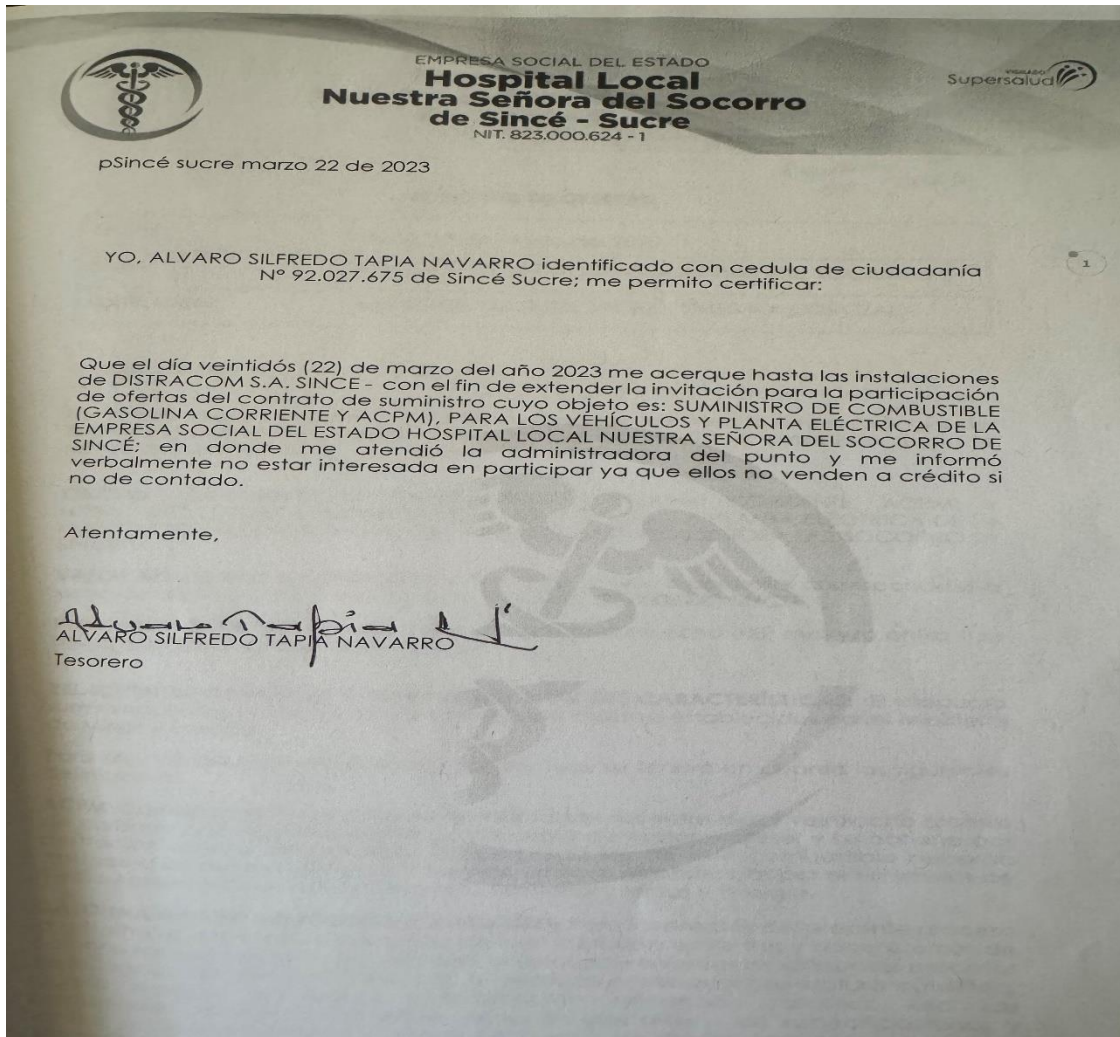 EMPRESA SOCIAL DEL ESTADO
Hospital Local
Nuestra Señora del Socorro
de Sincé - Sucre
NIT. 823.000.624 - 1
VIGILADO
Supersalud
pSincé sucre marzo 22 de 2023
YO, ALVARO SILFREDO TAPIA NAVARRO identificado con cedula de ciudadanía
N° 92.027.675 de Sincé Sucre; me permito certificar:
1
Que el día veintidós (22) de marzo del año 2023 me acerque hasta las instalaciones
de DISTRACOM S.A. SINCE - con el fin de extender la invitación para la participación
de ofertas del contrato de suministro cuyo objeto es: SUMINISTRO DE COMBUSTIBLE
(GASOLINA CORRIENTE Y ACPM), PARA LOS VEHÍCULOS Y PLANTA ELÉCTRICA DE LA
EMPRESA SOCIAL DEL ESTADO HOSPITAL LOCAL NUESTRA SEÑORA DEL SOCORRO DE
SINCÉ; en donde me atendió la administradora del punto y me informó
verbalmente no estar interesada en participar ya que ellos no venden a crédito si
no de contado.
Atentamente,
Alvaro Tapia N
ALVARO SILFREDO TAPIA NAVARRO
Tesorero